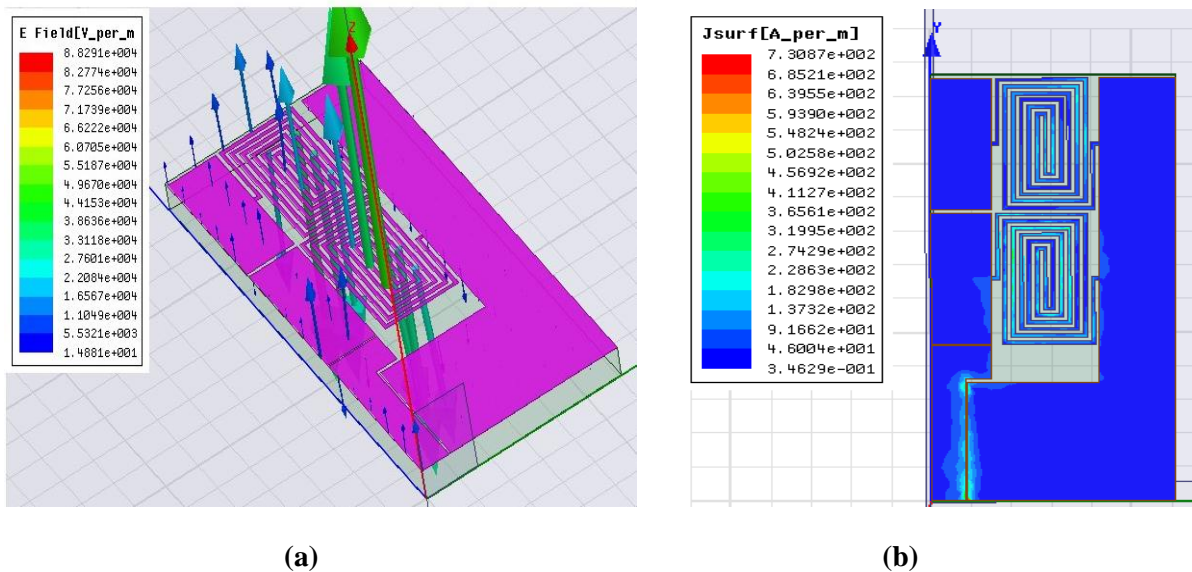 E Field[V_per_m
8.8291e+004
8.2774e+004
7.7256e+004
7.1739e+004
6.6222e+004
6.0705e+004
5.5187e+004
4.9670e+004
4.4153e+004
3.8636e+004
3.3118e+004
2.7601e+004
2.2084e+004
1.6567e+004
1.1049e+004
5.5321e+003
1.4881e+001
Z
Jsurf[A_per_m]
7.3087e+002
6.8521e+002
6.3955e+002
5.9390e+002
5.4824e+002
5.0258e+002
4.5692e+002
4.1127e+002
3.6561e+002
3.1995e+002
2.7429e+002
2.2863e+002
1.8298e+002
1.3732e+002
9.1662e+001
4.6004e+001
3.4629e-001
Y
(a)
(b)